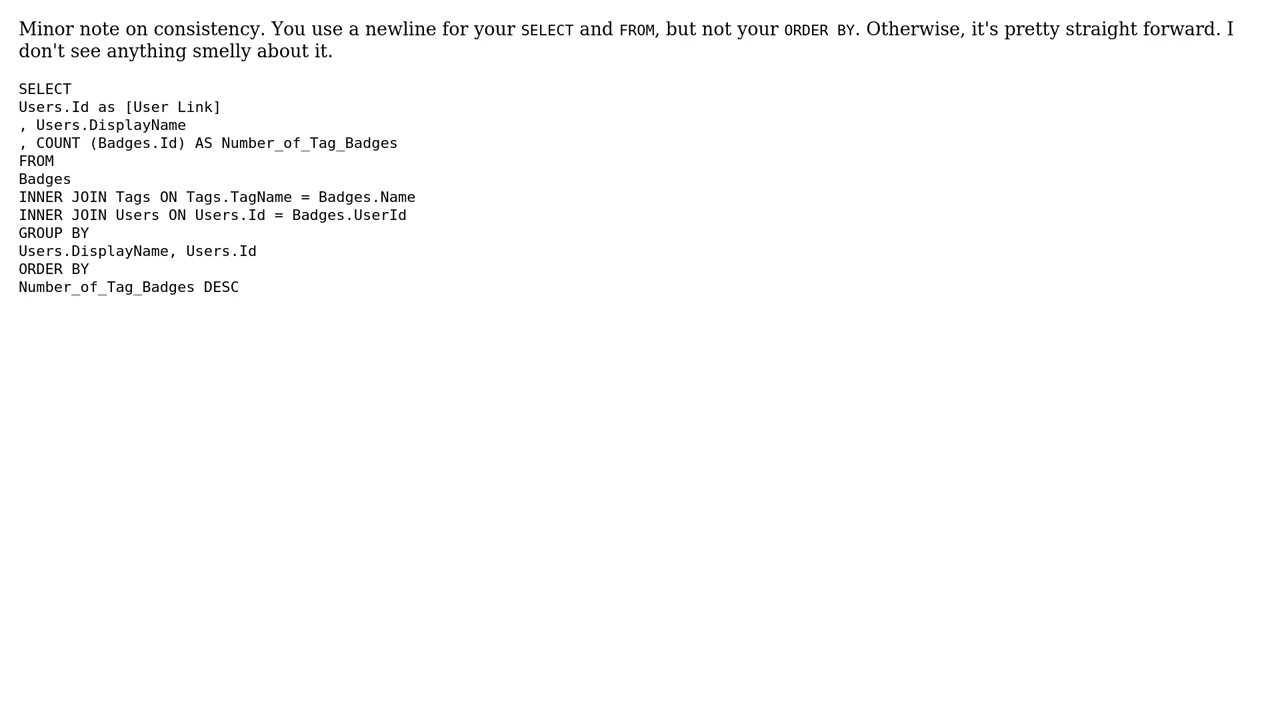 Minor note on consistency. You use a newline for your SELECT and FROM, but not your ORDER BY. Otherwise, it's pretty straight forward. I
don't see anything smelly about it.
SELECT
Users.Id as [User Link]
, Users.DisplayName
, COUNT (Badges.Id) AS Number_of_Tag_Badges
FROM
Badges
INNER JOIN Tags ON Tags.TagName = Badges.Name
INNER JOIN Users ON Users.Id = Badges.UserId
GROUP BY
Users.DisplayName, Users.Id
ORDER BY
Number_of_Tag_Badges DESC